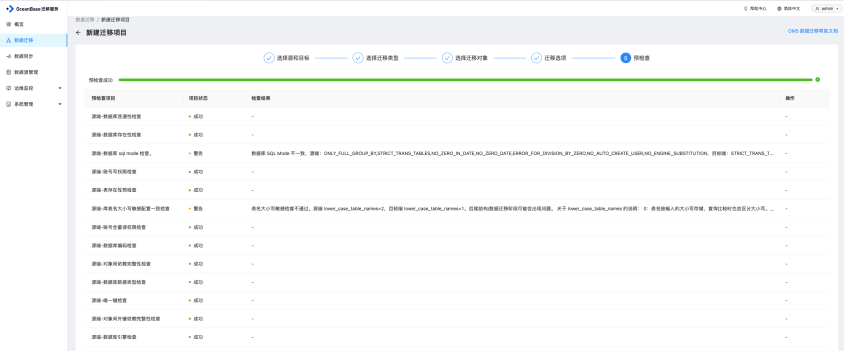 OceanBase 迁移服务
帮助中心
简体中文
admin
概览
数据迁移
数据同步
数据源管理
运维监控
系统管理
数据迁移 / 新建迁移项目
← 新建迁移项目
OMS 数据迁移帮助文档
选择源和目标
选择迁移类型
选择迁移对象
迁移选项
5 预检查
预检查成功
预检查项目 项目状态 检查结果 操作
源端-数据库连通性检查 成功 - -
源端-数据库存在性检查 成功 - -
源端-数据库 sql mode 检查。 警告 数据库 SQL Mode 不一致，源端：ONLY_FULL_GROUP_BY,STRICT_TRANS_TABLES,NO_ZERO_IN_DATE,NO_ZERO_DATE,ERROR_FOR_DIVISION_BY_ZERO,NO_AUTO_CREATE_USER,NO_ENGINE_SUBSTITUTION，目标端：STRICT_TRANS_T... -
源端-账号写权限检查 成功 - -
源端-表存在性预检查 成功 - -
源端-库表名大小写敏感配置一致检查 警告 表名大小写敏感检查不通过。源端 lower_case_table_names=2，目标端 lower_case_table_names=1，后续结构|数据迁移阶段可能会出现问题。 关于 lower_case_table_names 的说明： 0：表名按输入的大小写存储，查询比较时也会区分大小写。... -
源端-账号全量读权限检查 成功 - -
源端-数据库编码检查 成功 - -
源端-对象间依赖完整性检查 成功 - -
源端-数据库数据类型检查 成功 - -
源端-唯一键检查 成功 - -
源端-对象间外键依赖完整性检查 成功 - -
源端-数据库引擎检查 成功 - -